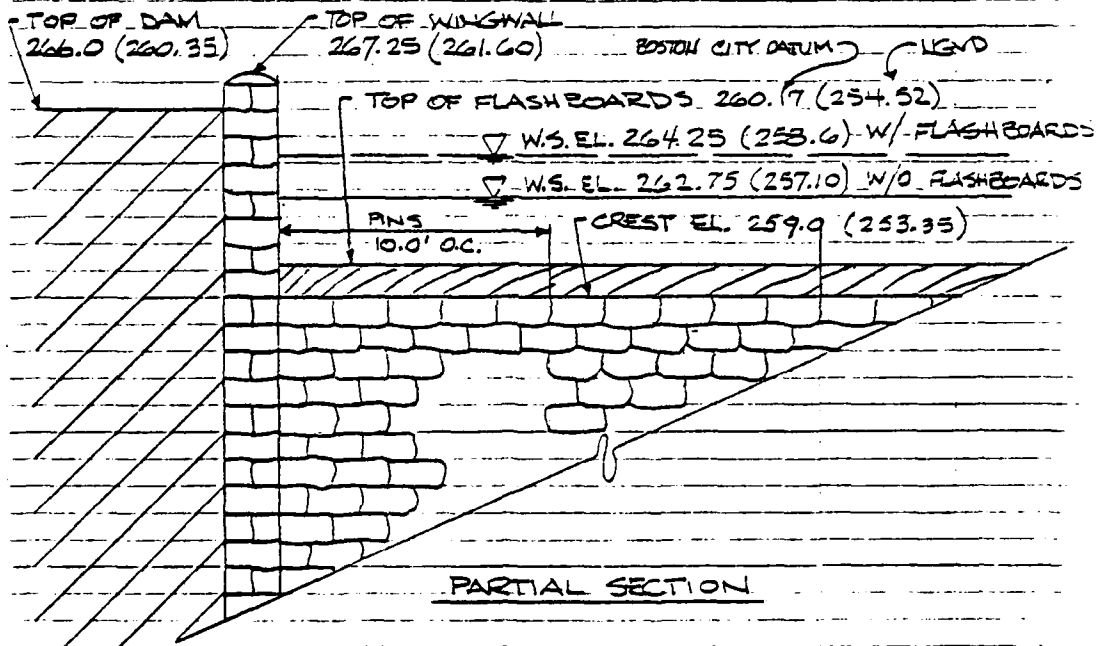 TOP OF DAM
266.0 (260.35)
TOP OF WINGWALL
267.25 (261.60)
BOSTON CITY DATUM
NGVD
TOP OF FLASHBOARDS 260.17 (254.52)
W.S. EL. 264.25 (258.6) W/ FLASHBOARDS
W.S. EL. 262.75 (257.10) W/O FLASHBOARDS
PINS
10.0' O.C.
CREST EL. 259.0 (253.35)
PARTIAL SECTION